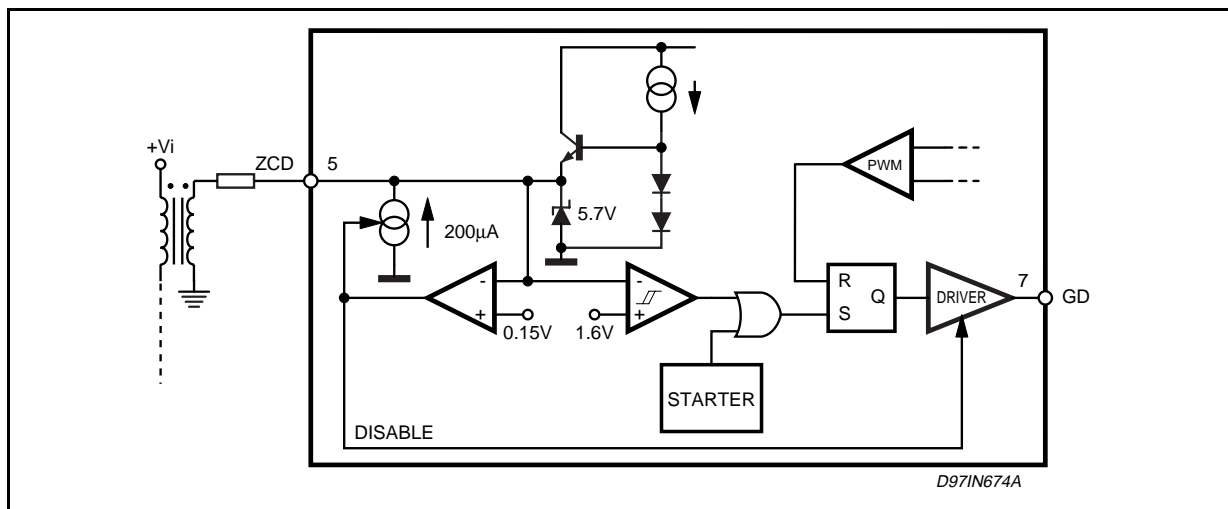 +Vi
ZCD
5
200µA
5.7V
-
+
0.15V
-
+
1.6V
STARTER
PWM
R
S
Q
DRIVER
7
GD
DISABLE
D97IN674A